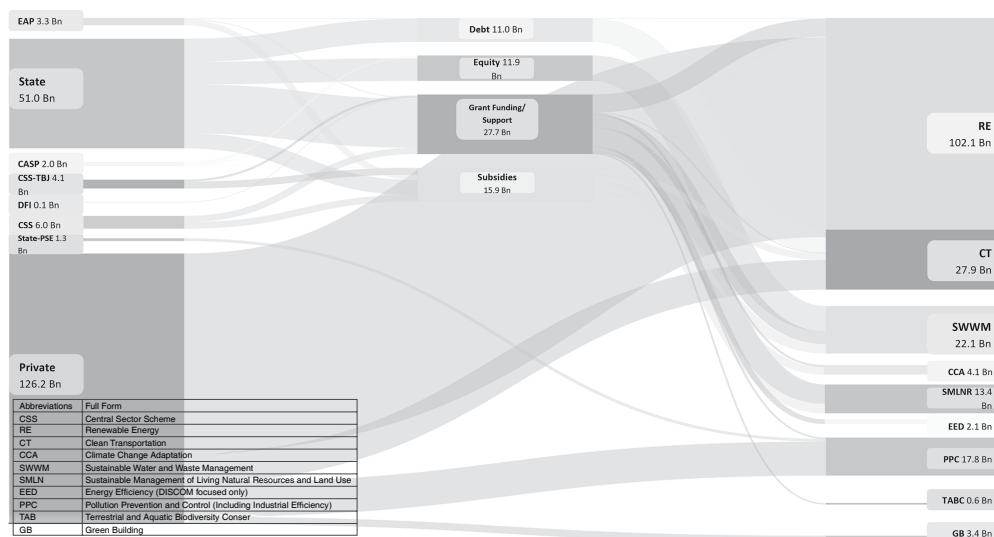 EAP 3.3 Bn
State
51.0 Bn
CASP 2.0 Bn
CSS-TBJ 4.1
Bn
DFI 0.1 Bn
CSS 6.0 Bn
State-PSE 1.3
Bn
Private
126.2 Bn
Debt 11.0 Bn
Equity 11.9
Bn
Grant Funding/
Support
27.7 Bn
Subsidies
15.9 Bn
RE
102.1 Bn
CT
27.9 Bn
SWWM
22.1 Bn
CCA 4.1 Bn
SMLNR 13.4
Bn
EED 2.1 Bn
PPC 17.8 Bn
TABC 0.6 Bn
GB 3.4 Bn
Abbreviations Full Form
CSS Central Sector Scheme
RE Renewable Energy
CT Clean Transportation
CCA Climate Change Adaptation
SWWM Sustainable Water and Waste Management
SMLN Sustainable Management of Living Natural Resources and Land Use
EED Energy Efficiency (DISCOM focused only)
PPC Pollution Prevention and Control (Including Industrial Efficiency)
TAB Terrestrial and Aquatic Biodiversity Conser
GB Green Building